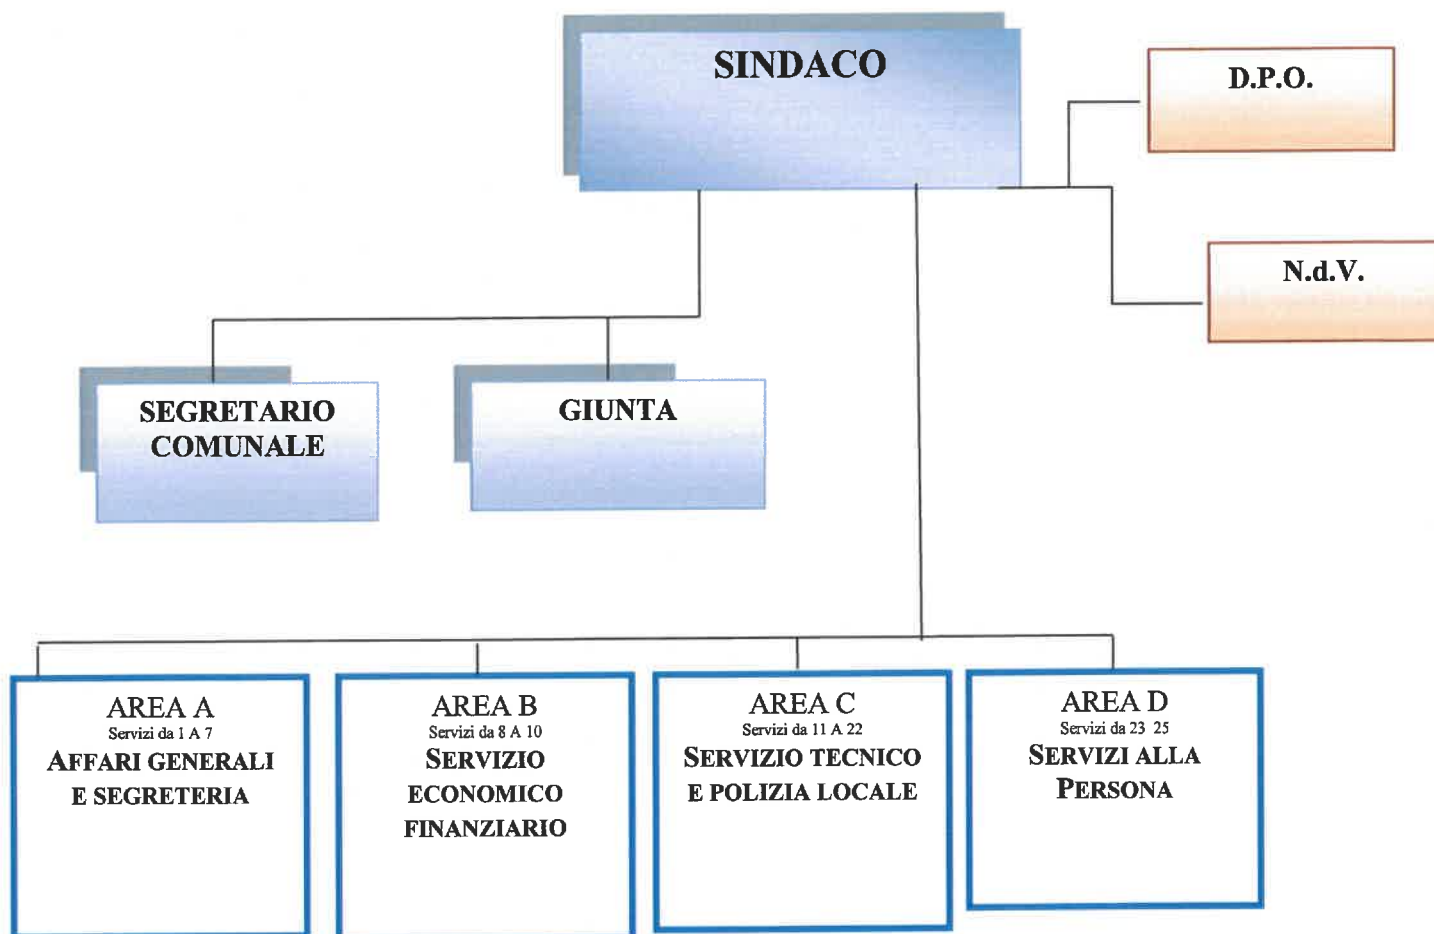 SINDACO
D.P.O.
N.d.V.
SEGRETARIO
COMUNALE
GIUNTA
AREA A
Servizi da 1 A 7
AFFARI GENERALI
E SEGRETERIA
AREA B
Servizi da 8 A 10
SERVIZIO
ECONOMICO
FINANZIARIO
AREA C
Servizi da 11 A 22
SERVIZIO TECNICO
E POLIZIA LOCALE
AREA D
Servizi da 23 25
SERVIZI ALLA
PERSONA